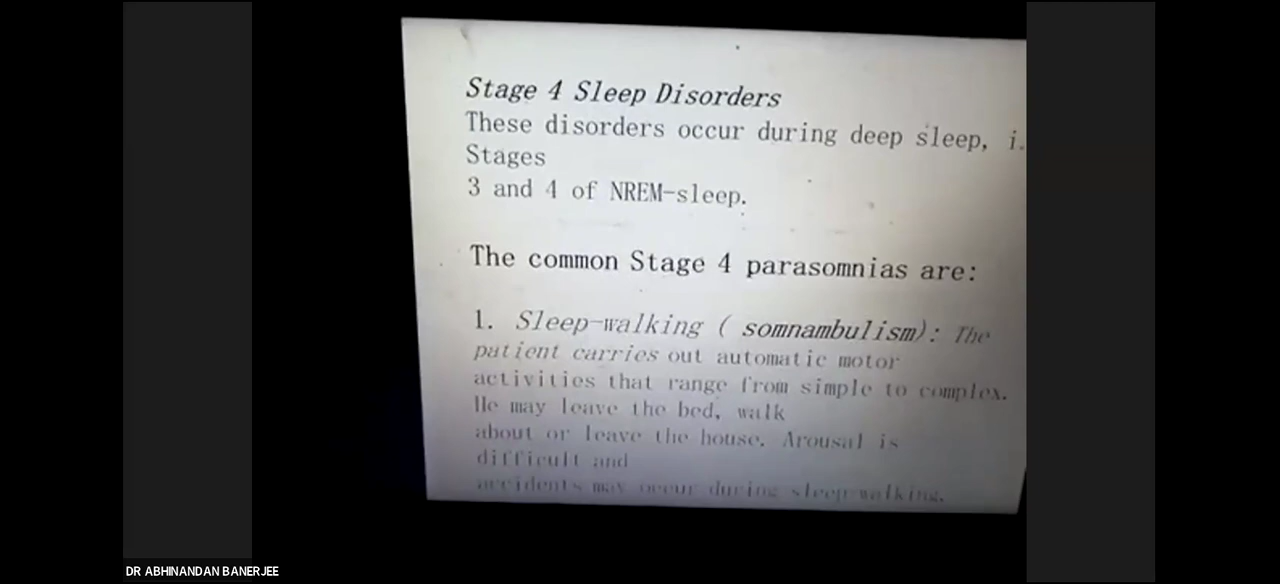 Stage 4 Sleep Disorders
These disorders occur during deep sleep, i.
Stages
3 and 4 of NREM-sleep.
The common Stage 4 parasomnias are:
1. Sleep-walking ( somnambulism): The
patient carries out automatic motor
activities that range from simple to complex.
He may leave the bed, walk
about or leave the house. Arousal is
difficult and
accidents may occur during sleep-walking.
DR ABHINANDAN BANERJEE